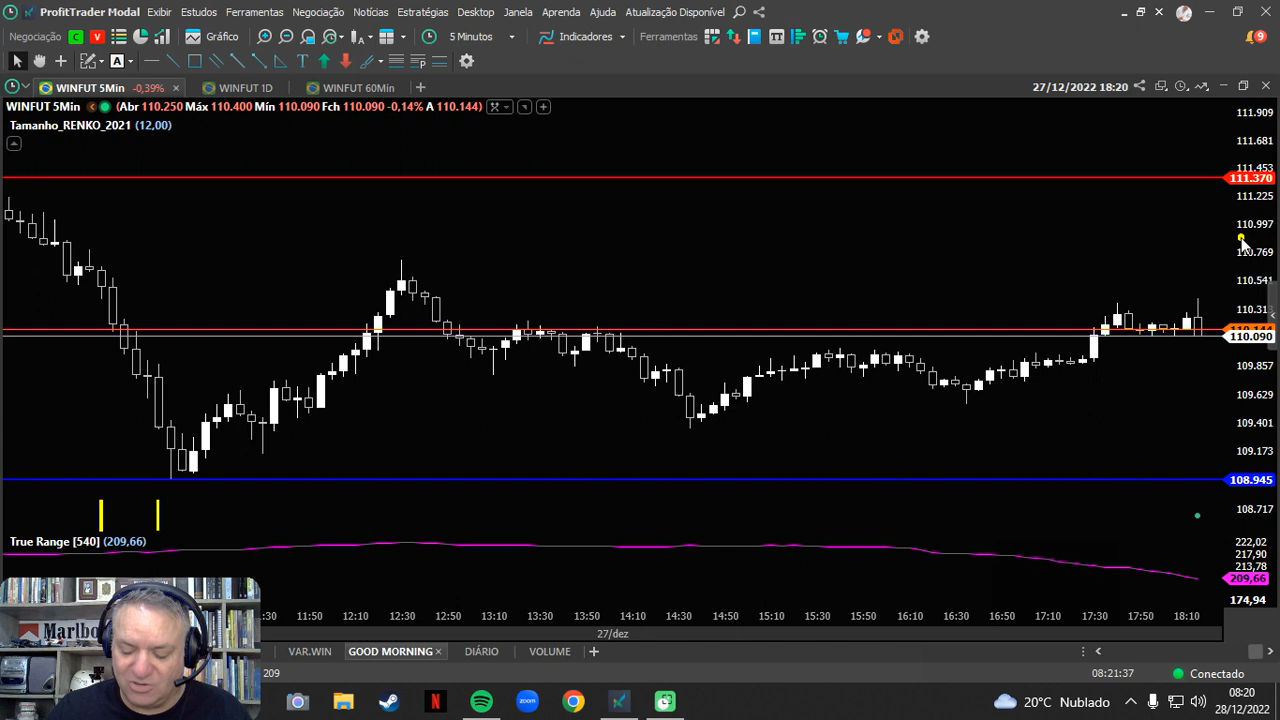 ProfitTrader Modal Exibir Estudos Ferramentas Negociação Notícias Estratégias Desktop Janela Aprenda Ajuda Atualização Disponível
Negociação C V Gráfico 5 Minutos Indicadores Ferramentas TT 9
A T
WINFUT 5Min -0,39% × WINFUT 1D WINFUT 60Min +
WINFUT 5Min (Abr 110.250 Máx 110.400 Mín 110.090 Fch 110.090 -0,14% A 110.144) 27/12/2022 18:20
Tamanho_RENKO_2021 (12,00)
111.909
111.681
111.453
111.370
111.225
110.997
110.769
110.541
110.313
110.144
110.090
109.857
109.629
109.401
109.173
108.945
108.717
True Range [540] (209,66)
222,02
217,90
213,78
209,66
174,94
:30 11:50 12:10 12:30 12:50 13:10 13:30 13:50 14:10 14:30 14:50 15:10 15:30 15:50 16:10 16:30 16:50 17:10 17:30 17:50 18:10
27/dez
Marlbo
VAR.WIN GOOD MORNING × DIÁRIO VOLUME +
209 08:21:37 Conectado
N zoom 20°C Nublado 08:20
28/12/2022